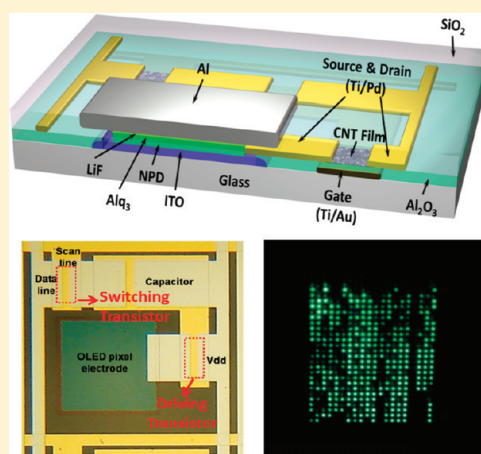 SiO2
Al
Source & Drain
(Ti/Pd)
CNT Film
LiF
NPD
Glass
Alq3
ITO
Gate
(Ti/Au)
Al2O3
Scan
line
Data
line
Capacitor
Switching
Transistor
OLED pixel
electrode
Vdd
Driving
Transistor